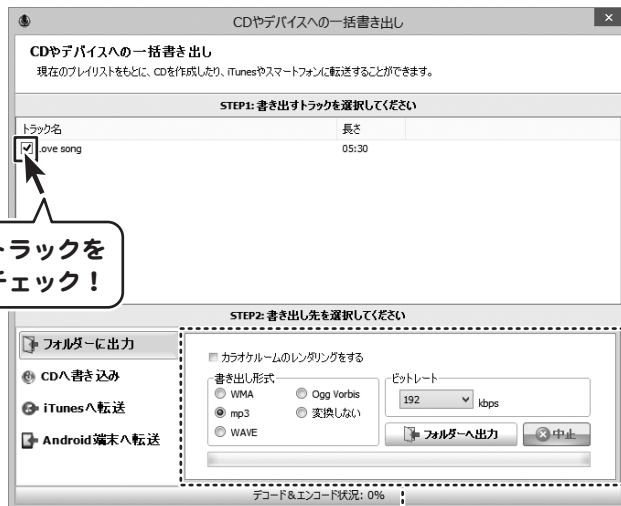 CDやデバイスへの一括書き出し
CDやデバイスへの一括書き出し
現在のプレイリストをもとに、CDを作成したり、iTunesやスマートフォンに転送することができます。
STEP1: 書き出すトラックを選択してください
トラック名 長さ
ove song 05:30
トラックを
チェック！
STEP2: 書き出し先を選択してください
フォルダーに出力
CDへ書き込み
iTunesへ転送
Android端末へ転送
カラオケルームのレンダリングをする
書き出し形式
WMA Ogg Vorbis
mp3 変換しない
WAVE
ビットレート
192 kbps
フォルダーへ出力 中止
デコード&エンコード状況: 0%